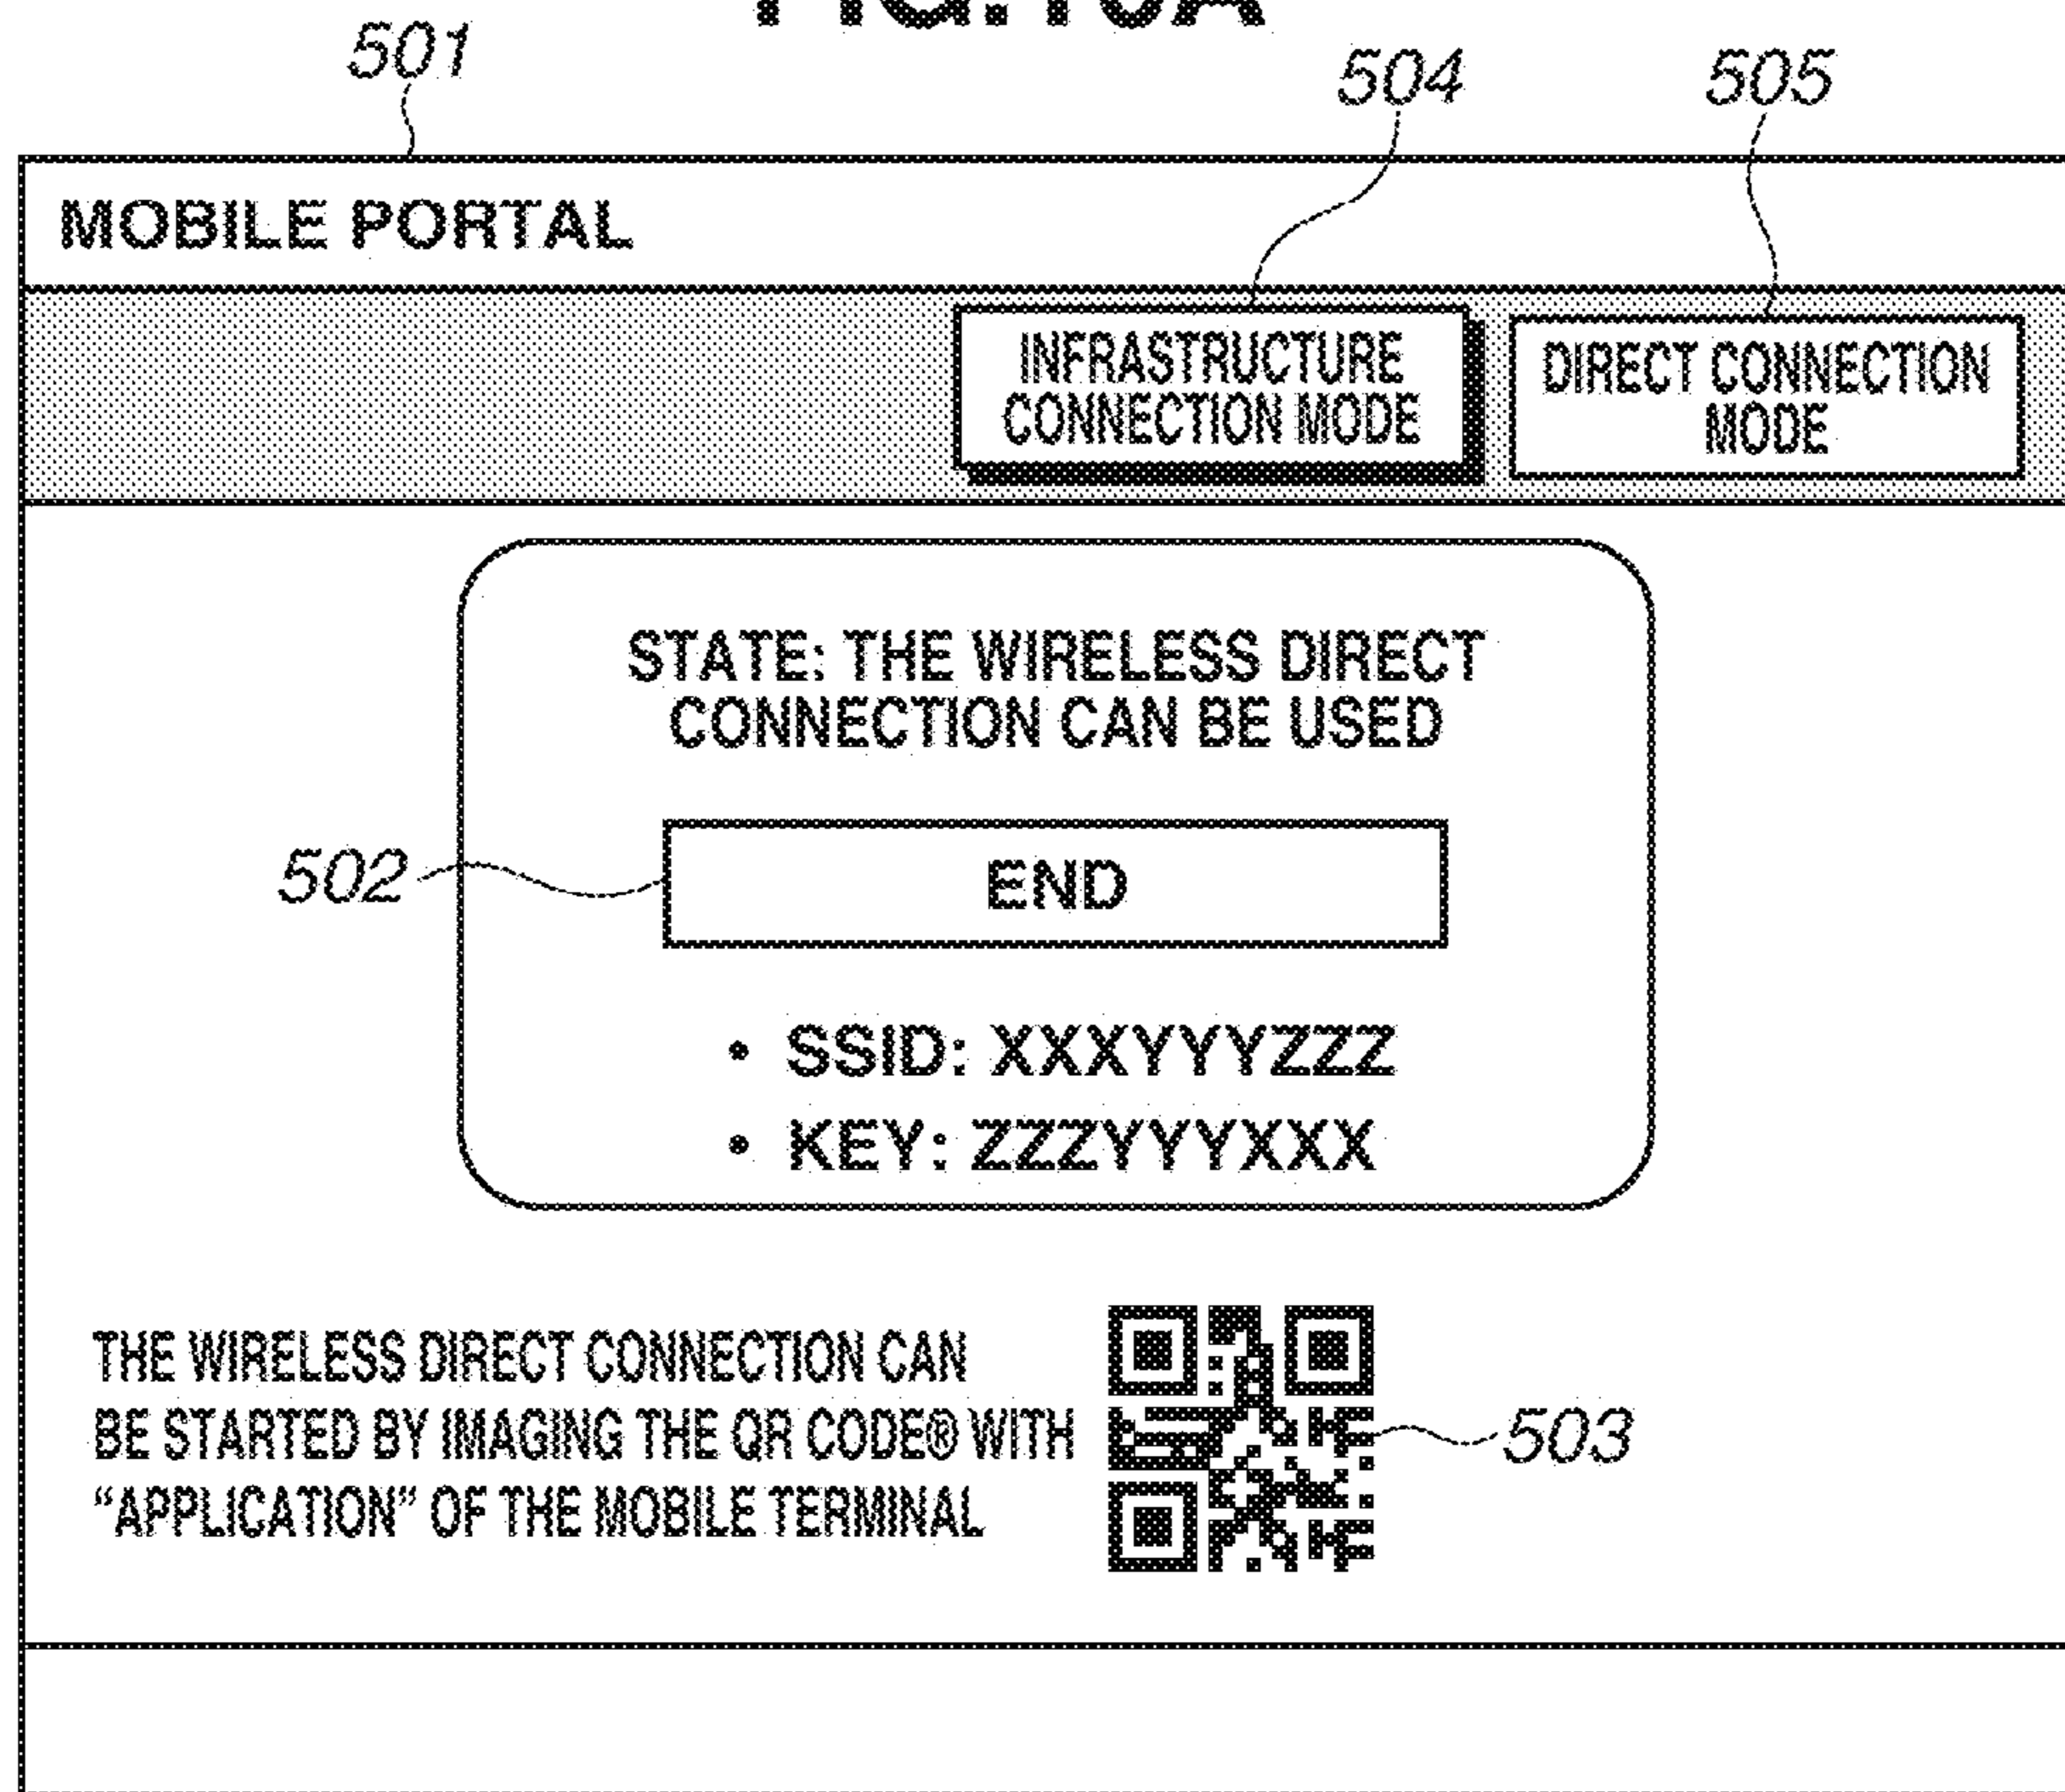 FIG.10A
501
504
505
MOBILE PORTAL
INFRASTRUCTURE
CONNECTION MODE
DIRECT CONNECTION
MODE
STATE: THE WIRELESS DIRECT
CONNECTION CAN BE USED
502
END
• SSID: XXXYYYZZZ
• KEY: ZZZYYYXXX
THE WIRELESS DIRECT CONNECTION CAN
BE STARTED BY IMAGING THE QR CODE® WITH
“APPLICATION” OF THE MOBILE TERMINAL
503